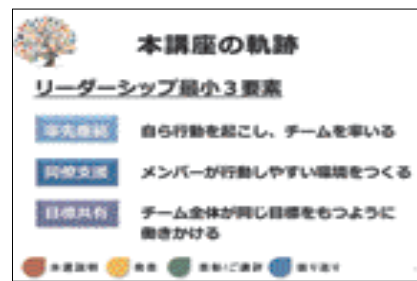 本講座の軌跡
リーダーシップ最小3要素
率先垂範 自ら行動を起こし、チームを率いる
同僚支援 メンバーが行動しやすい環境をつくる
目標共有 チーム全体が同じ目標をもつように
働きかける
振り返り